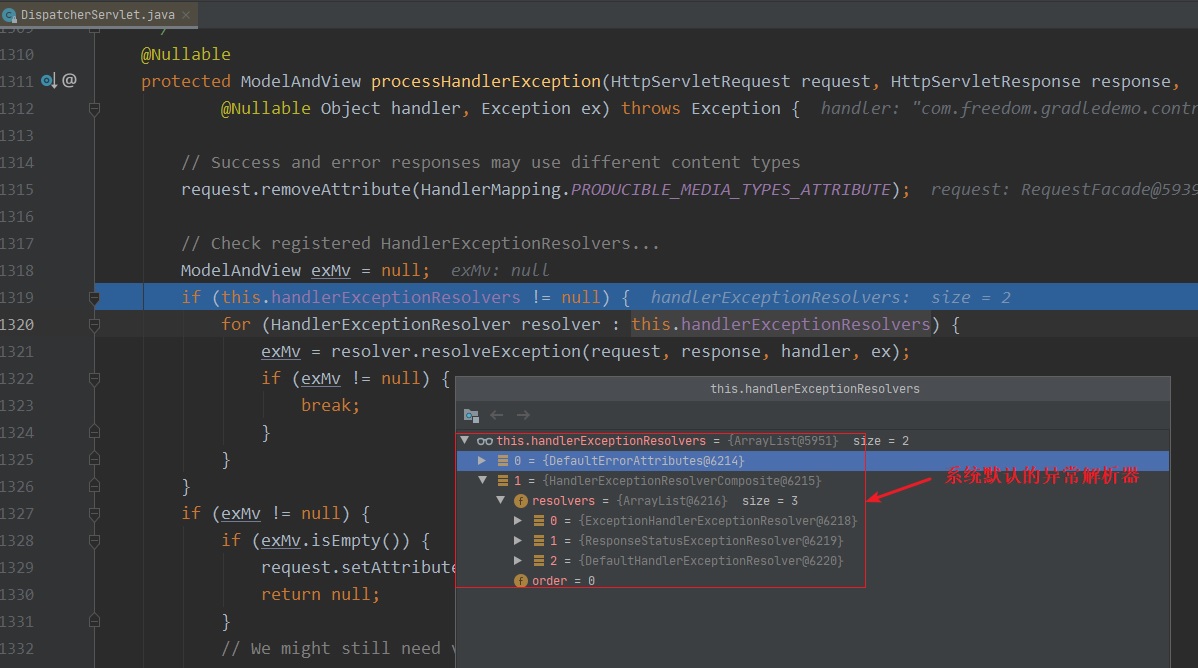 DispatcherServlet.java
1309 */
1310 @Nullable
1311 @ protected ModelAndView processHandlerException(HttpServletRequest request, HttpServletResponse response,
1312 @Nullable Object handler, Exception ex) throws Exception { handler: "com.freedom.gradledemo.contr
1313
1314 // Success and error responses may use different content types
1315 request.removeAttribute(HandlerMapping.PRODUCIBLE_MEDIA_TYPES_ATTRIBUTE); request: RequestFacade@5939
1316
1317 // Check registered HandlerExceptionResolvers...
1318 ModelAndView exMv = null; exMv: null
1319 if (this.handlerExceptionResolvers != null) { handlerExceptionResolvers: size = 2
1320 for (HandlerExceptionResolver resolver : this.handlerExceptionResolvers) {
1321 exMv = resolver.resolveException(request, response, handler, ex);
1322 if (exMv != null) {
1323 break;
1324 }
1325 }
1326 }
1327 if (exMv != null) {
1328 if (exMv.isEmpty()) {
1329 request.setAttribute
1330 return null;
1331 }
1332 // We might still need
this.handlerExceptionResolvers
this.handlerExceptionResolvers = {ArrayList@5951} size = 2
0 = {DefaultErrorAttributes@6214}
1 = {HandlerExceptionResolverComposite@6215}
resolvers = {ArrayList@6216} size = 3
0 = {ExceptionHandlerExceptionResolver@6218}
1 = {ResponseStatusExceptionResolver@6219}
2 = {DefaultHandlerExceptionResolver@6220}
order = 0
系统默认的异常解析器